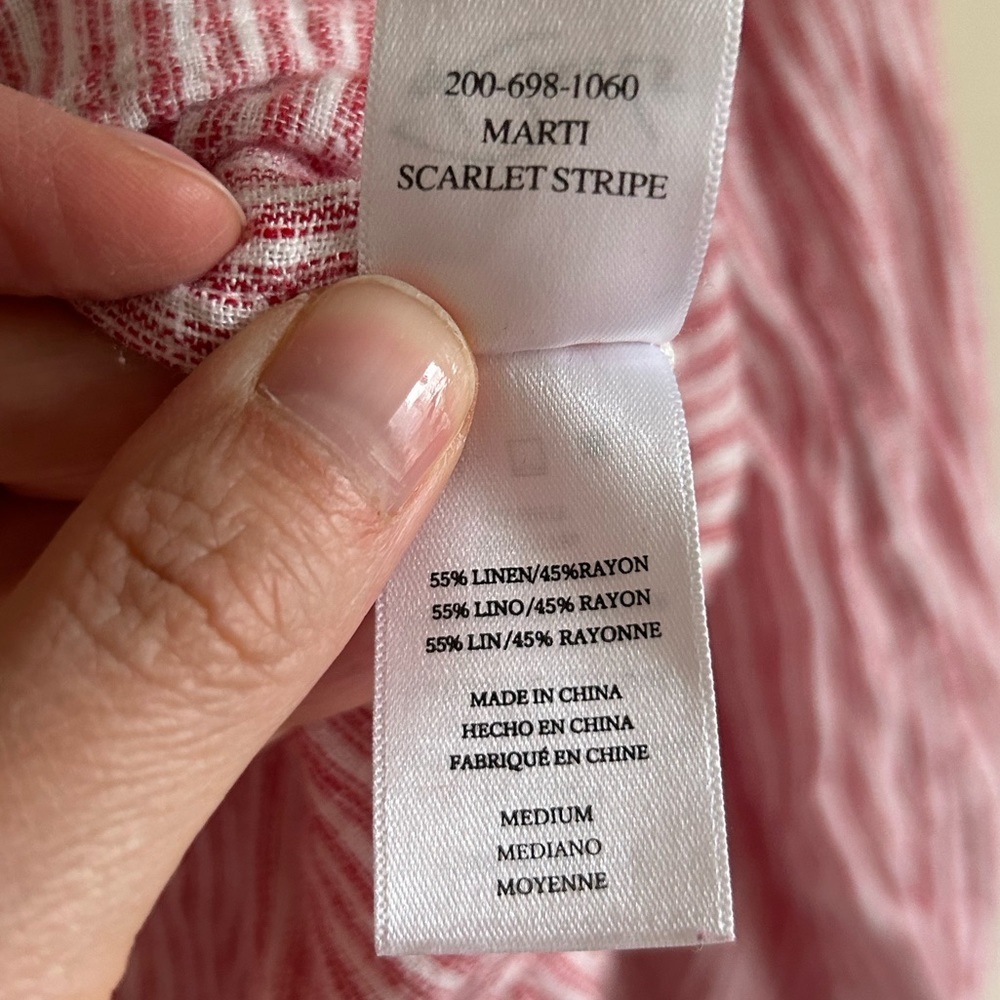 200-698-1060
MARTI
SCARLET STRIPE
55% LINEN/45%RAYON
55% LINO/45% RAYON
55% LIN/45% RAYONNE
MADE IN CHINA
HECHO EN CHINA
FABRIQUÉ EN CHINE
MEDIUM
MEDIANO
MOYENNE